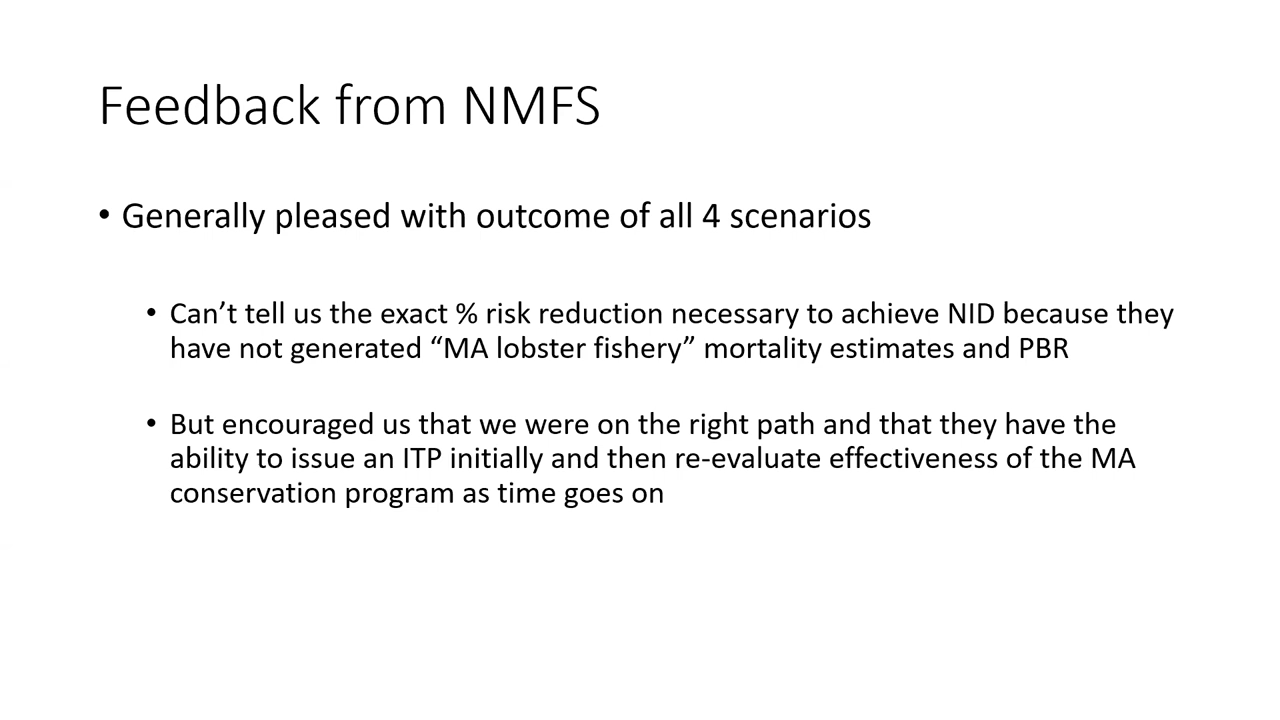 Feedback from NMFS
• Generally pleased with outcome of all 4 scenarios
• Can’t tell us the exact % risk reduction necessary to achieve NID because they
have not generated “MA lobster fishery” mortality estimates and PBR
• But encouraged us that we were on the right path and that they have the
ability to issue an ITP initially and then re-evaluate effectiveness of the MA
conservation program as time goes on